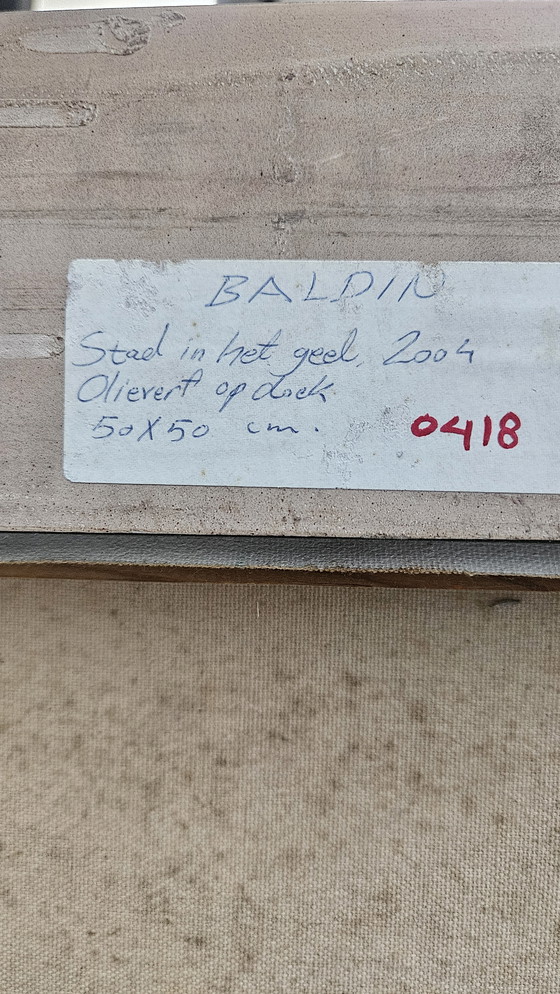 BALDIN
Stad in het geel, 2004
Olieverf op doek
50X50 cm. 0418